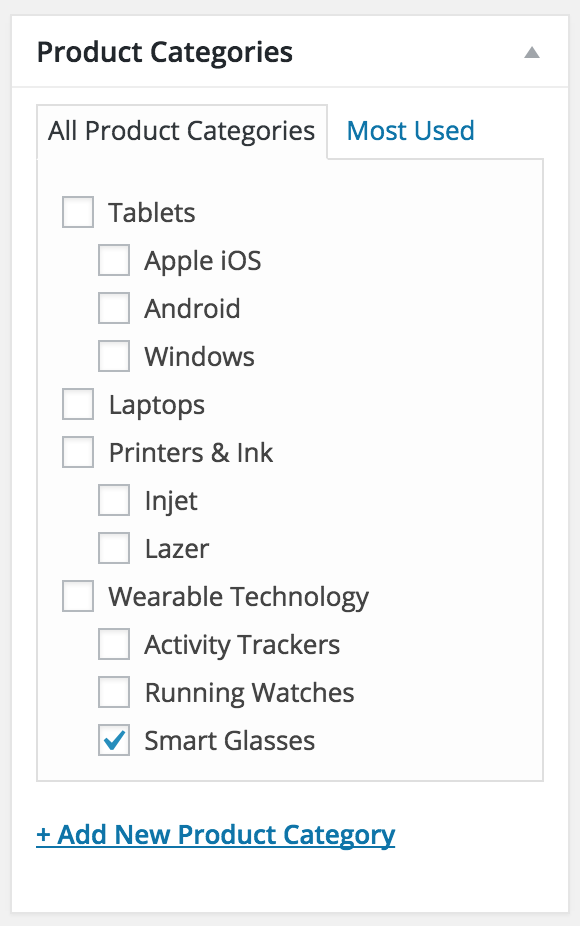 Product Categories
All Product Categories
Most Used
Tablets
Apple iOS
Android
Windows
Laptops
Printers & Ink
Injet
Lazer
Wearable Technology
Activity Trackers
Running Watches
Smart Glasses
+ Add New Product Category